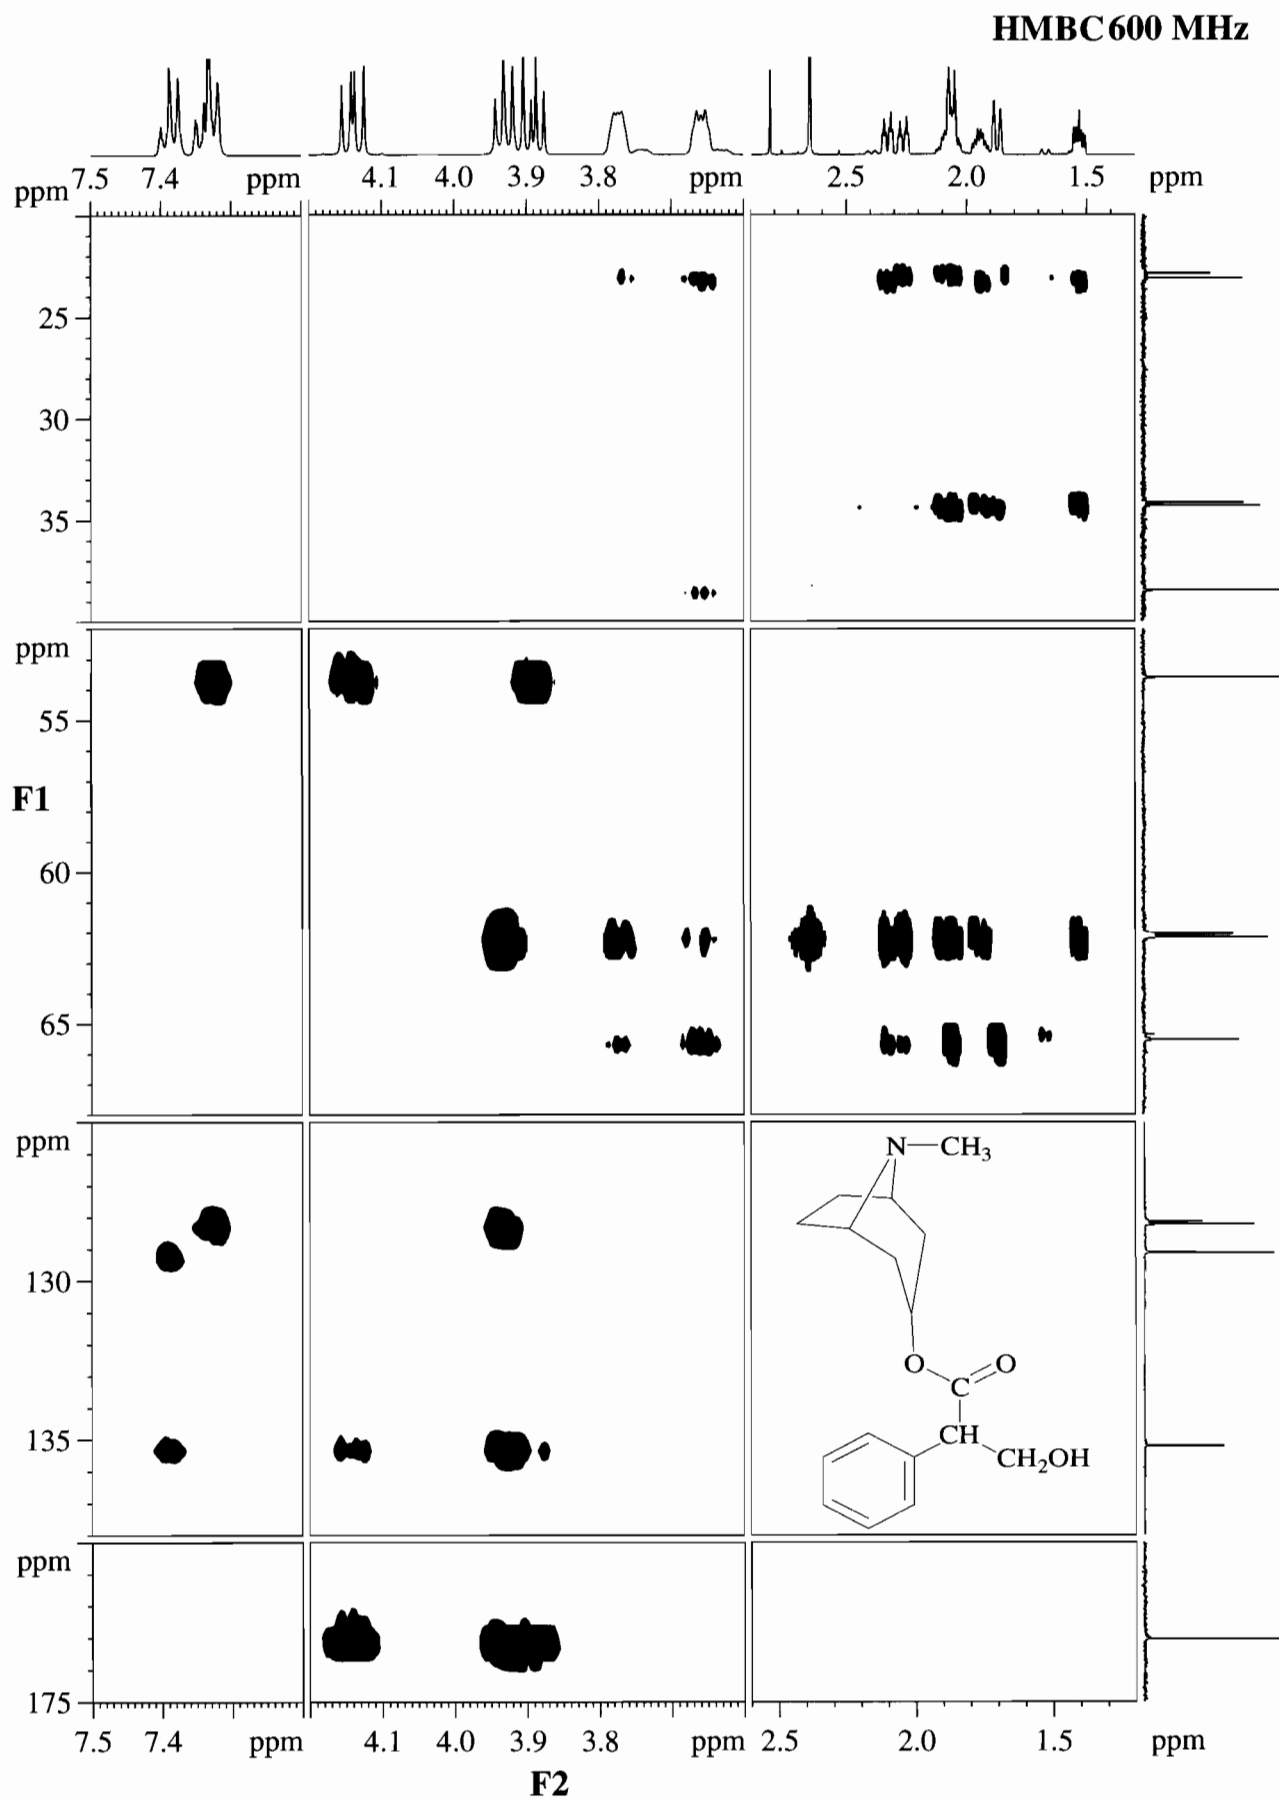 HMBC 600 MHz
ppm 7.5 7.4 ppm 4.1 4.0 3.9 3.8 ppm 2.5 2.0 1.5 ppm
25
30
35
ppm
55
F1
60
65
ppm
N—CH3
130
O O
C
135
CH
CH2OH
ppm
175
7.5 7.4 ppm 4.1 4.0 3.9 3.8 ppm 2.5 2.0 1.5 ppm
F2